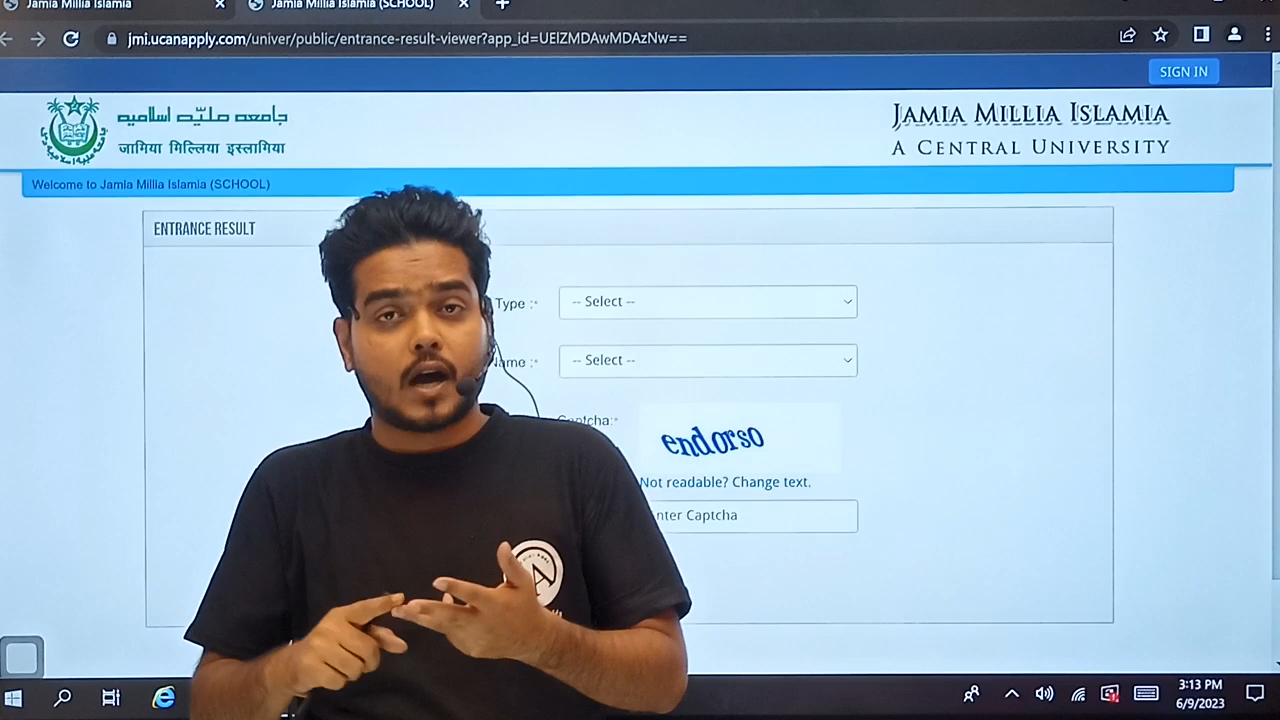 Jamia Millia Islamia
Jamia Millia Islamia (SCHOOL)
jmi.ucanapply.com/univer/public/entrance-result-viewer?app_id=UElZMDAwMDAzNw==
SIGN IN
جامعہ ملیّہ اسلامیہ
जामिया मिल्लिया इस्लामिया
JAMIA MILLIA ISLAMIA
A CENTRAL UNIVERSITY
Welcome to Jamia Millia Islamia (SCHOOL)
ENTRANCE RESULT
Type :*
-- Select --
Name :*
-- Select --
Captcha:*
endorso
Not readable? Change text.
nter Captcha
3:13 PM
6/9/2023